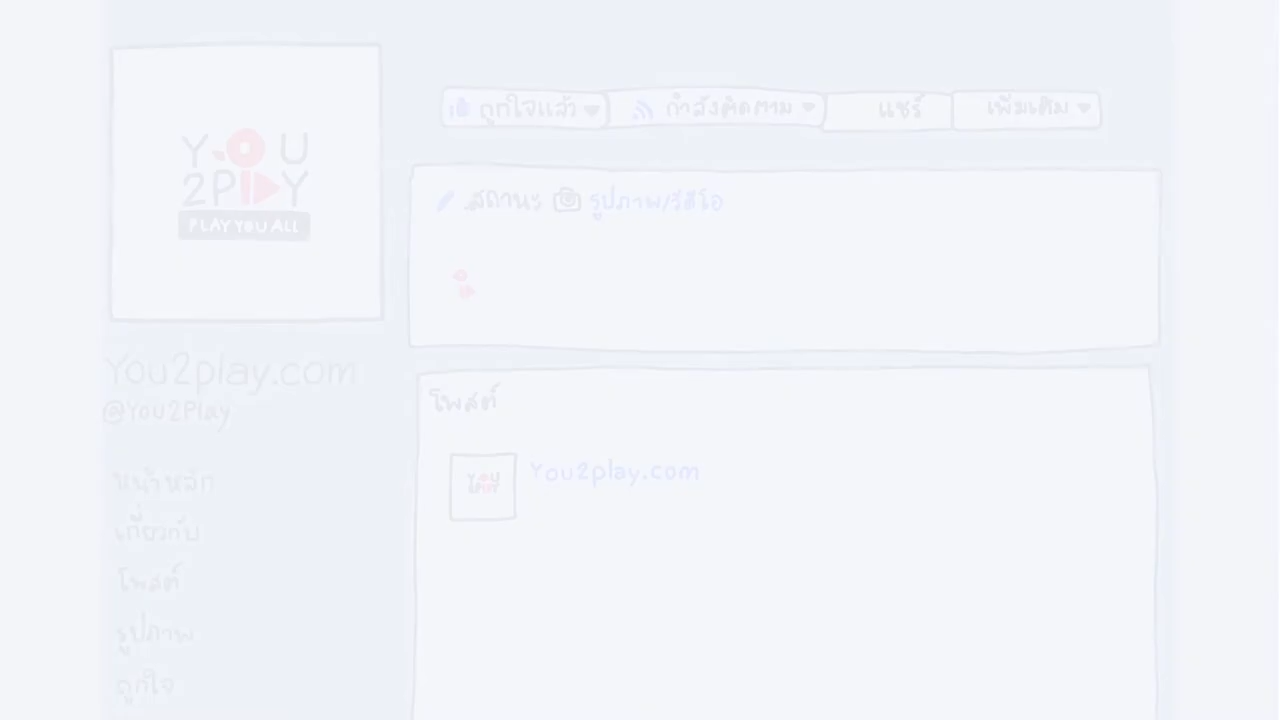 Y.OU
2PLAY
PLAY YOU ALL
ถูกใจแล้ว
กำลังติดตาม
แชร์
เพิ่มเติม
สถานะ
รูปภาพ/วีดีโอ
You2play.com
@You2Play
หน้าหลัก
เกี่ยวกับ
โพสต์
รูปภาพ
ถูกใจ
โพสต์
You2play.com